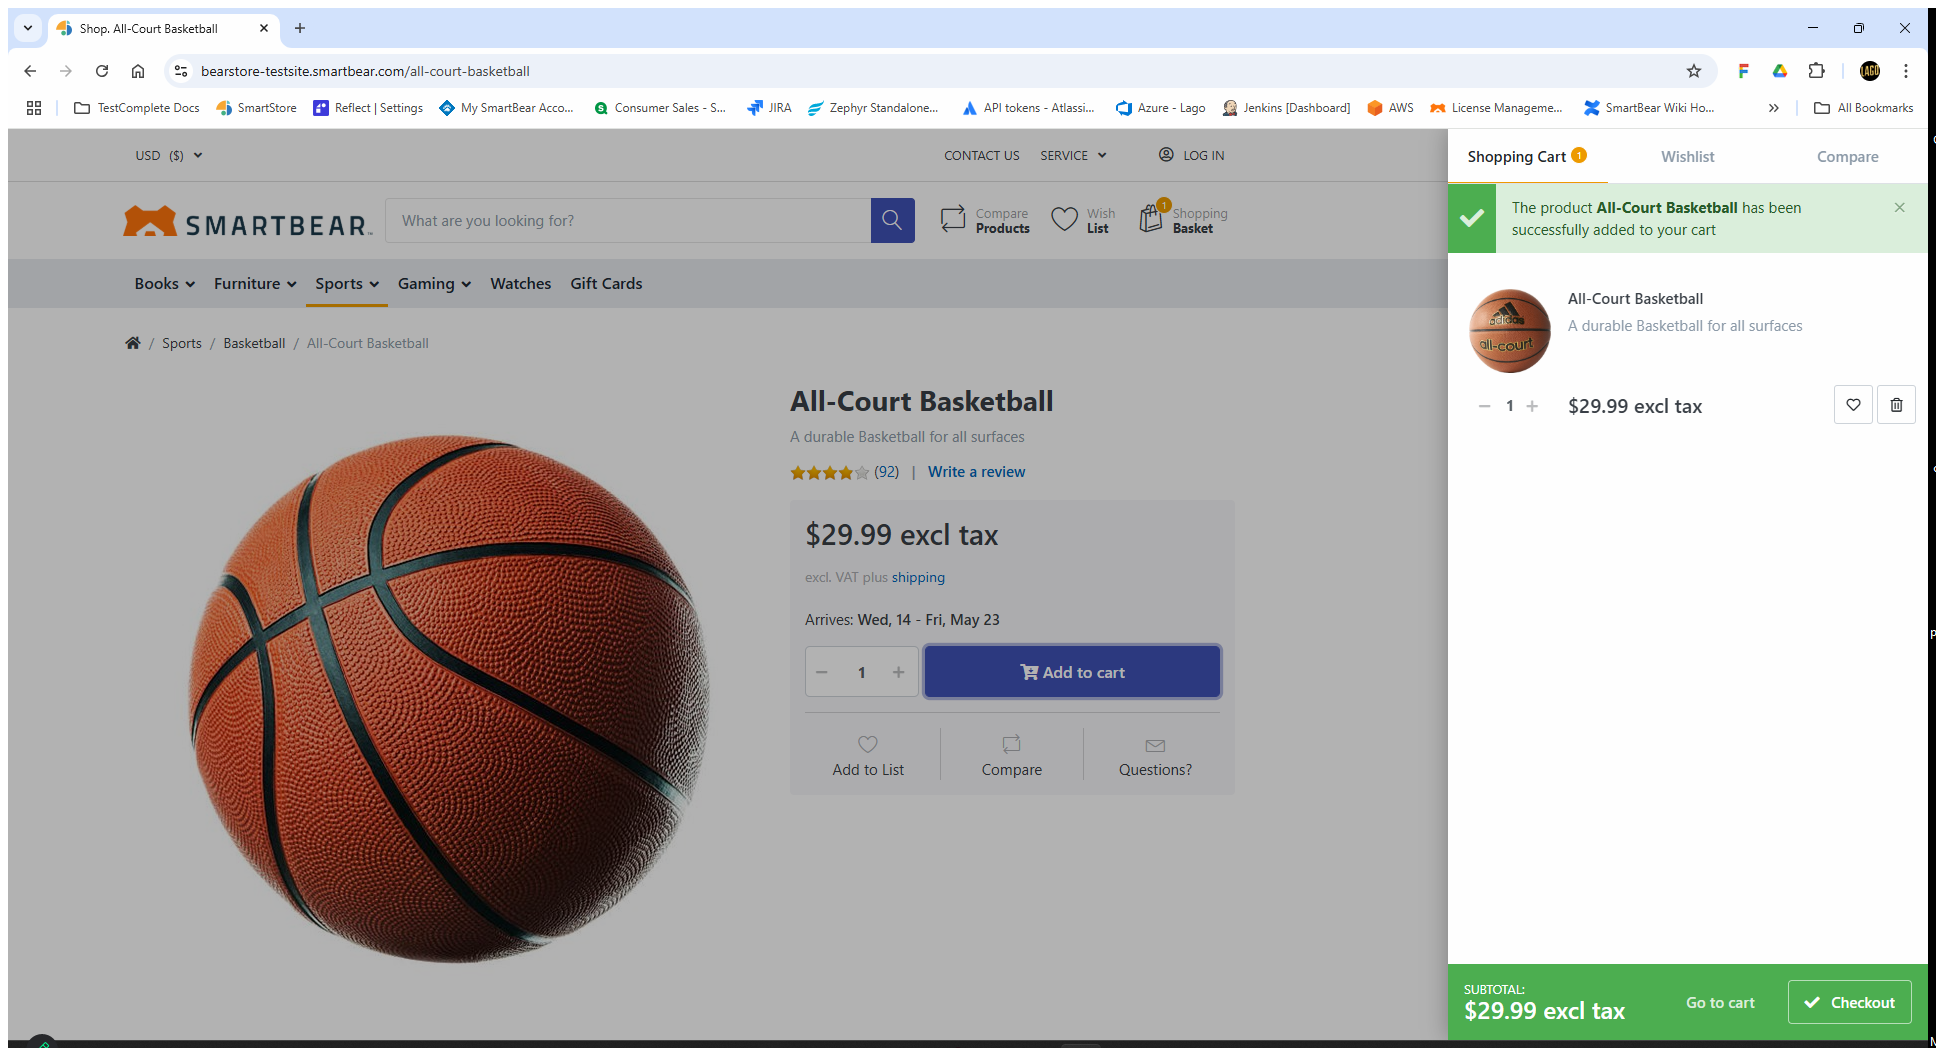 Shop. All-Court Basketball
bearstore-testsite.smartbear.com/all-court-basketball
TestComplete Docs
SmartStore
Reflect | Settings
My SmartBear Acco...
Consumer Sales - S...
JIRA
Zephyr Standalone...
API tokens - Atlassi...
Azure - Lago
Jenkins [Dashboard]
AWS
License Manageme...
SmartBear Wiki Ho...
All Bookmarks
USD ($)
CONTACT US
SERVICE
LOG IN
SMARTBEAR
What are you looking for?
Compare
Products
Wish
List
1
Shopping
Basket
Books
Furniture
Sports
Gaming
Watches
Gift Cards
/ Sports / Basketball / All-Court Basketball
All-Court Basketball
A durable Basketball for all surfaces
(92) | Write a review
$29.99 excl tax
excl. VAT plus shipping
Arrives: Wed, 14 - Fri, May 23
− 1 +
Add to cart
Add to List
Compare
Questions?
Shopping Cart 1
Wishlist
Compare
The product All-Court Basketball has been
successfully added to your cart
adidas
all-court
All-Court Basketball
A durable Basketball for all surfaces
− 1 +
$29.99 excl tax
SUBTOTAL:
$29.99 excl tax
Go to cart
Checkout